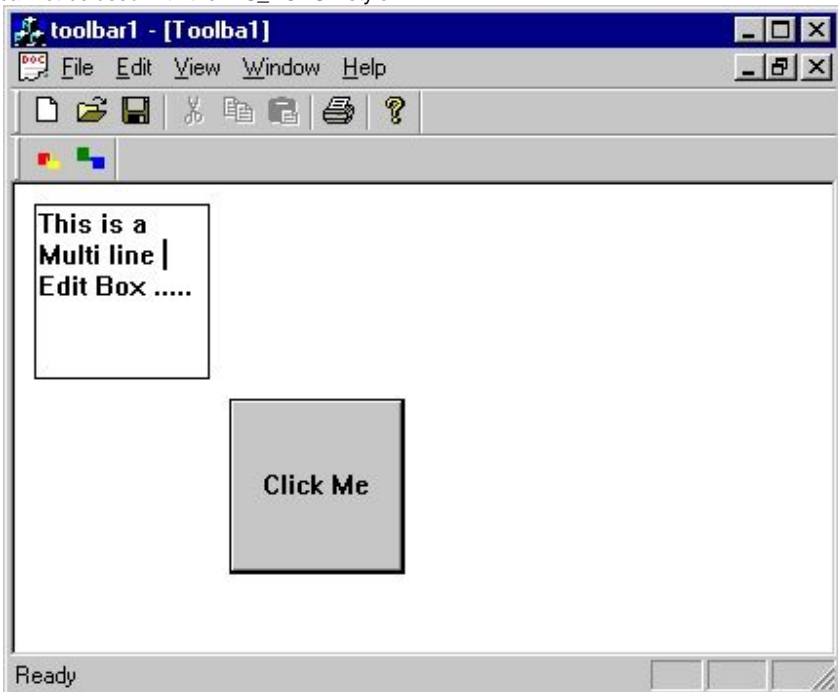 toolbar1 - [Toolba1]
File Edit View Window Help
This is a
Multi line
Edit Box .....
Click Me
Ready